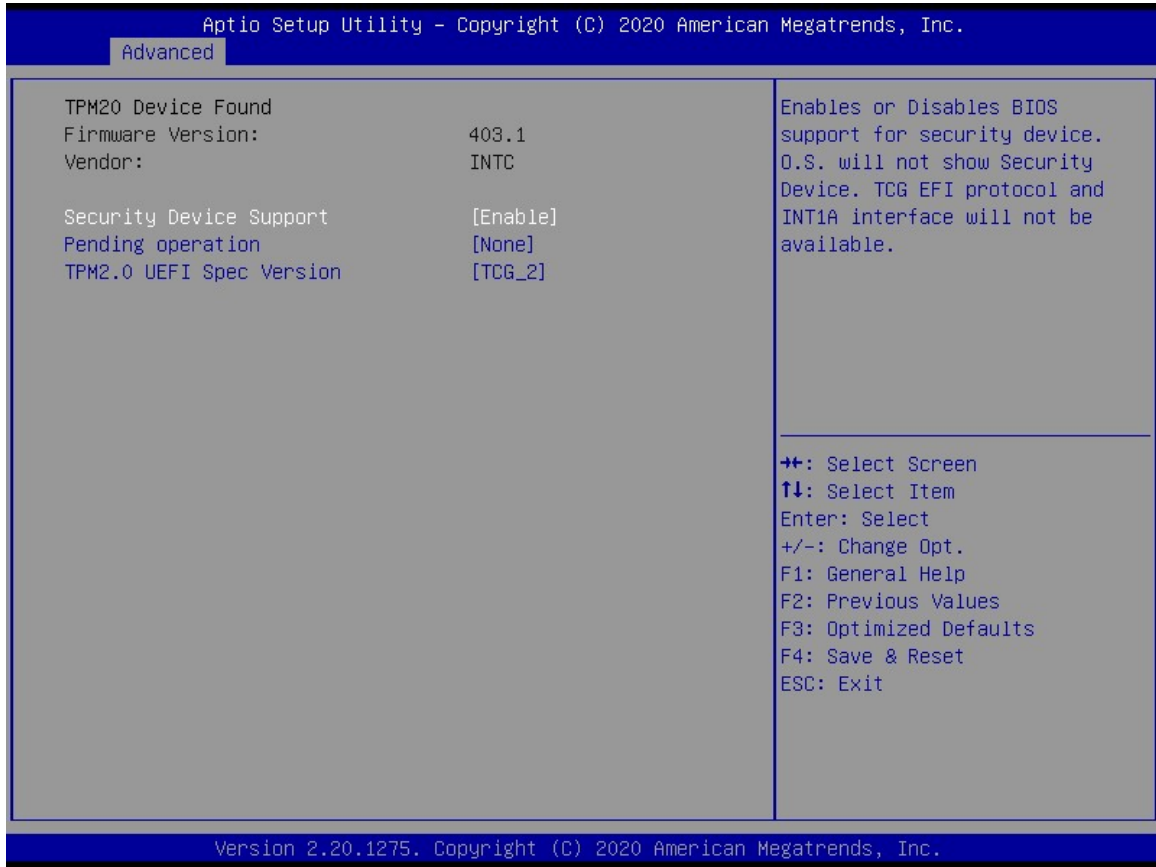 Aptio Setup Utility – Copyright (C) 2020 American Megatrends, Inc.
Advanced
TPM20 Device Found
Firmware Version: 403.1
Vendor: INTC
Security Device Support [Enable]
Pending operation [None]
TPM2.0 UEFI Spec Version [TCG_2]
Enables or Disables BIOS
support for security device.
O.S. will not show Security
Device. TCG EFI protocol and
INT1A interface will not be
available.
→←: Select Screen
↑↓: Select Item
Enter: Select
+/-: Change Opt.
F1: General Help
F2: Previous Values
F3: Optimized Defaults
F4: Save & Reset
ESC: Exit
Version 2.20.1275. Copyright (C) 2020 American Megatrends, Inc.